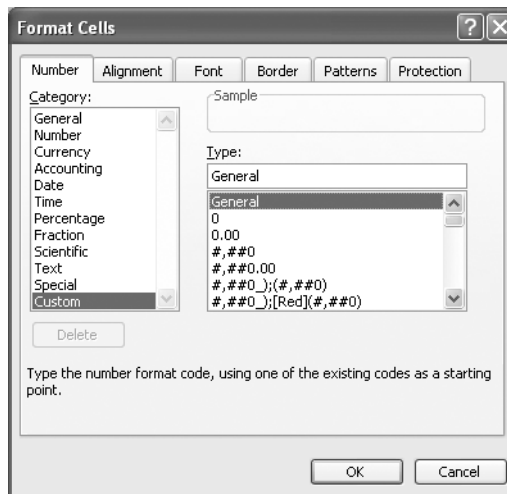 Format Cells
Number Alignment Font Border Patterns Protection
Category:
General
Number
Currency
Accounting
Date
Time
Percentage
Fraction
Scientific
Text
Special
Custom
Sample
Type:
General
General
0
0.00
#,##0
#,##0.00
#,##0_);(#,##0)
#,##0_);[Red](#,##0)
Delete
Type the number format code, using one of the existing codes as a starting
point.
OK Cancel